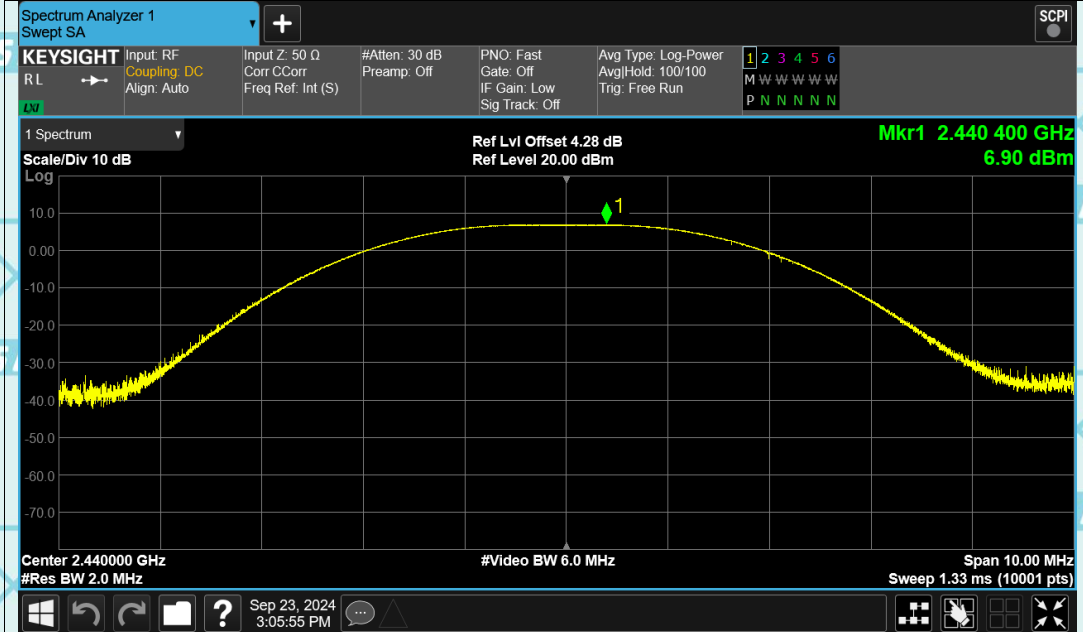 Spectrum Analyzer 1
Swept SA
+
SCPI
KEYSIGHT
RL
LXI
Input: RF
Coupling: DC
Align: Auto
Input Z: 50 Ω
Corr CCorr
Freq Ref: Int (S)
#Atten: 30 dB
Preamp: Off
PNO: Fast
Gate: Off
IF Gain: Low
Sig Track: Off
Avg Type: Log-Power
Avg|Hold: 100/100
Trig: Free Run
1 2 3 4 5 6
M W W W W W
P N N N N N
1 Spectrum
Scale/Div 10 dB
Log
Ref Lvl Offset 4.28 dB
Ref Level 20.00 dBm
Mkr1 2.440 400 GHz
6.90 dBm
1
10.0
0.00
-10.0
-20.0
-30.0
-40.0
-50.0
-60.0
-70.0
Center 2.440000 GHz
#Video BW 6.0 MHz
Span 10.00 MHz
#Res BW 2.0 MHz
Sweep 1.33 ms (10001 pts)
?
Sep 23, 2024
3:05:55 PM